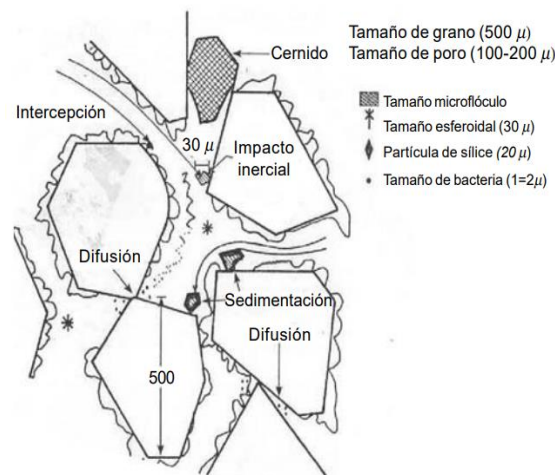 Cernido
Tamaño de grano (500 μ)
Tamaño de poro (100-200 μ)
Intercepción
30 μ
Impacto
inercial
Tamaño microflóculo
Tamaño esferoidal (30 μ)
Partícula de sílice (20 μ)
Tamaño de bacteria (1=2μ)
Difusión
Sedimentación
Difusión
500